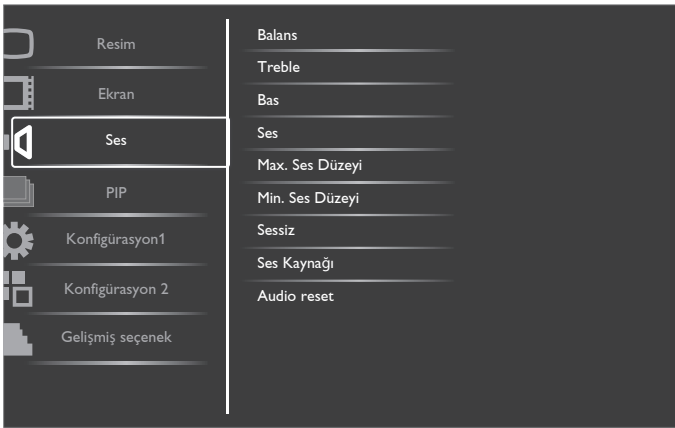 Resim
Ekran
Ses
PIP
Konfigürasyon1
Konfigürasyon 2
Gelişmiş seçenek
Balans
Treble
Bas
Ses
Max. Ses Düzeyi
Min. Ses Düzeyi
Sessiz
Ses Kaynağı
Audio reset